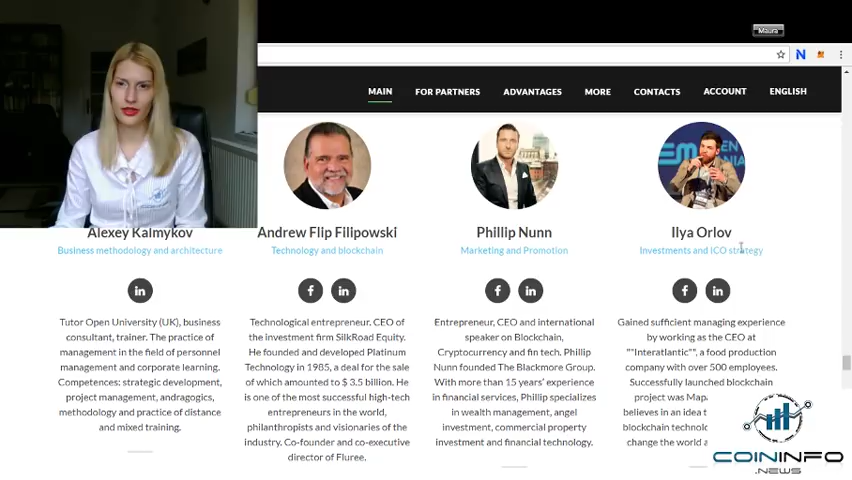 Maura
MAIN
FOR PARTNERS
ADVANTAGES
MORE
CONTACTS
ACCOUNT
ENGLISH
Alexey Kalmykov
Business methodology and architecture
Tutor Open University (UK), business
consultant, trainer. The practice of
management in the field of personnel
management and corporate learning.
Competences: strategic development,
project management, andragogics,
methodology and practice of distance
and mixed training.
Andrew Flip Filipowski
Technology and blockchain
Technological entrepreneur. CEO of
the investment firm SilkRoad Equity.
He founded and developed Platinum
Technology in 1985, a deal for the sale
of which amounted to $ 3.5 billion. He
is one of the most successful high-tech
entrepreneurs in the world,
philanthropists and visionaries of the
industry. Co-founder and co-executive
director of Fluree.
Phillip Nunn
Marketing and Promotion
Entrepreneur, CEO and international
speaker on Blockchain,
Cryptocurrency and fin tech. Phillip
Nunn founded The Blackmore Group.
With more than 15 years' experience
in financial services, Phillip specializes
in wealth management, angel
investment, commercial property
investment and financial technology.
Ilya Orlov
Investments and ICO strategy
Gained sufficient managing experience
by working as the CEO at
""Interatlantic", a food production
company with over 500 employees.
Successfully launched blockchain
project was Mapa
believes in an idea t
blockchain technol
change the world a
COININFO
.NEWS